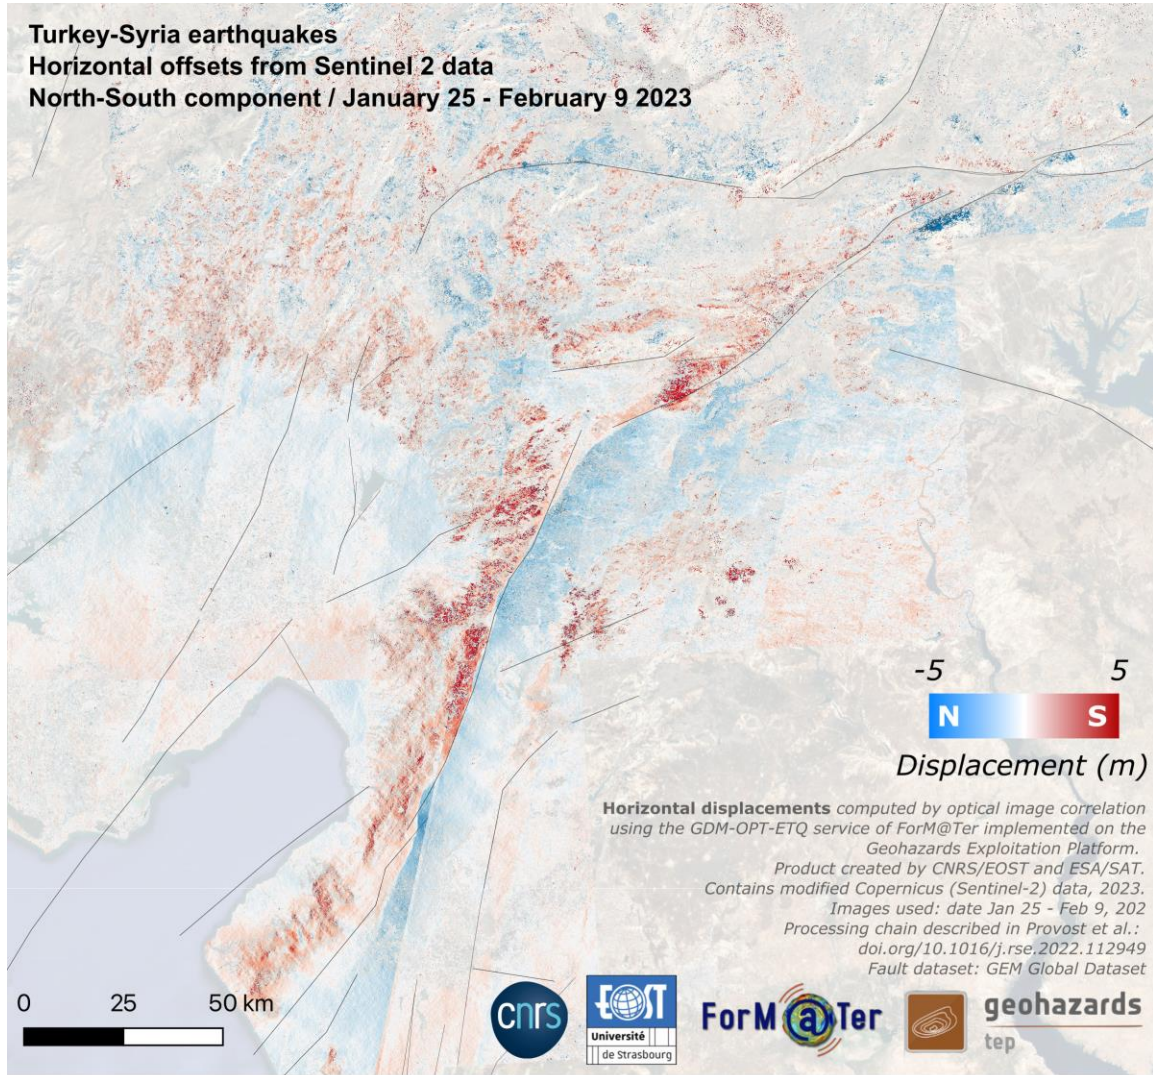 Turkey-Syria earthquakes
Horizontal offsets from Sentinel 2 data
North-South component / January 25 - February 9 2023
-5 5
N S
Displacement (m)
Horizontal displacements computed by optical image correlation
using the GDM-OPT-ETQ service of ForM@Ter implemented on the
Geohazards Exploitation Platform.
Product created by CNRS/EOST and ESA/SAT.
Contains modified Copernicus (Sentinel-2) data, 2023.
Images used: date Jan 25 - Feb 9, 202
Processing chain described in Provost et al.:
doi.org/10.1016/j.rse.2022.112949
Fault dataset: GEM Global Dataset
0 25 50 km
cnrs
EOST
Université
de Strasbourg
ForM@Ter
geohazards
tep